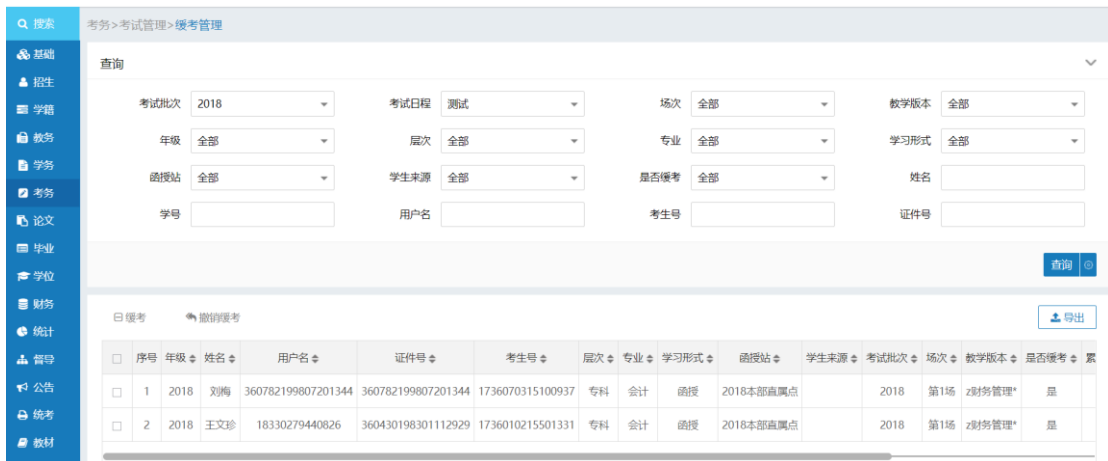 搜索
考务>考试管理>缓考管理
基础
招生
学籍
教务
学务
考务
论文
毕业
学位
财务
统计
督导
公告
统考
教材
查询
考试批次 2018 考试日程 测试 场次 全部 教学版本 全部
年级 全部 层次 全部 专业 全部 学习形式 全部
函授站 全部 学生来源 全部 是否缓考 全部 姓名
学号 用户名 考生号 证件号
查询
缓考 撤销缓考 导出
序号 年级 姓名 用户名 证件号 考生号 层次 专业 学习形式 函授站 学生来源 考试批次 场次 教学版本 是否缓考 累
1 2018 刘梅 360782199807201344 360782199807201344 1736070315100937 专科 会计 函授 2018本部直属点 2018 第1场 z财务管理* 是
2 2018 王文珍 18330279440826 360430198301112929 1736010215501331 专科 会计 函授 2018本部直属点 2018 第1场 z财务管理* 是